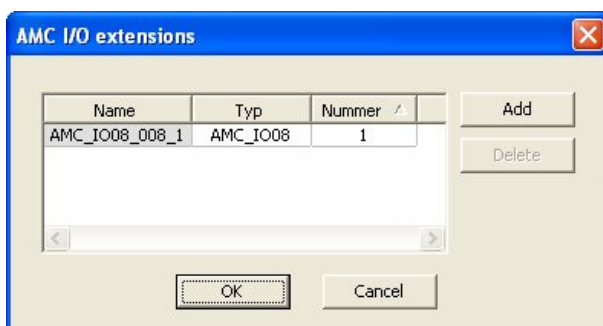 AMC I/O extensions
Name Typ Nummer
AMC_IO08_008_1 AMC_IO08 1
Add
Delete
OK Cancel